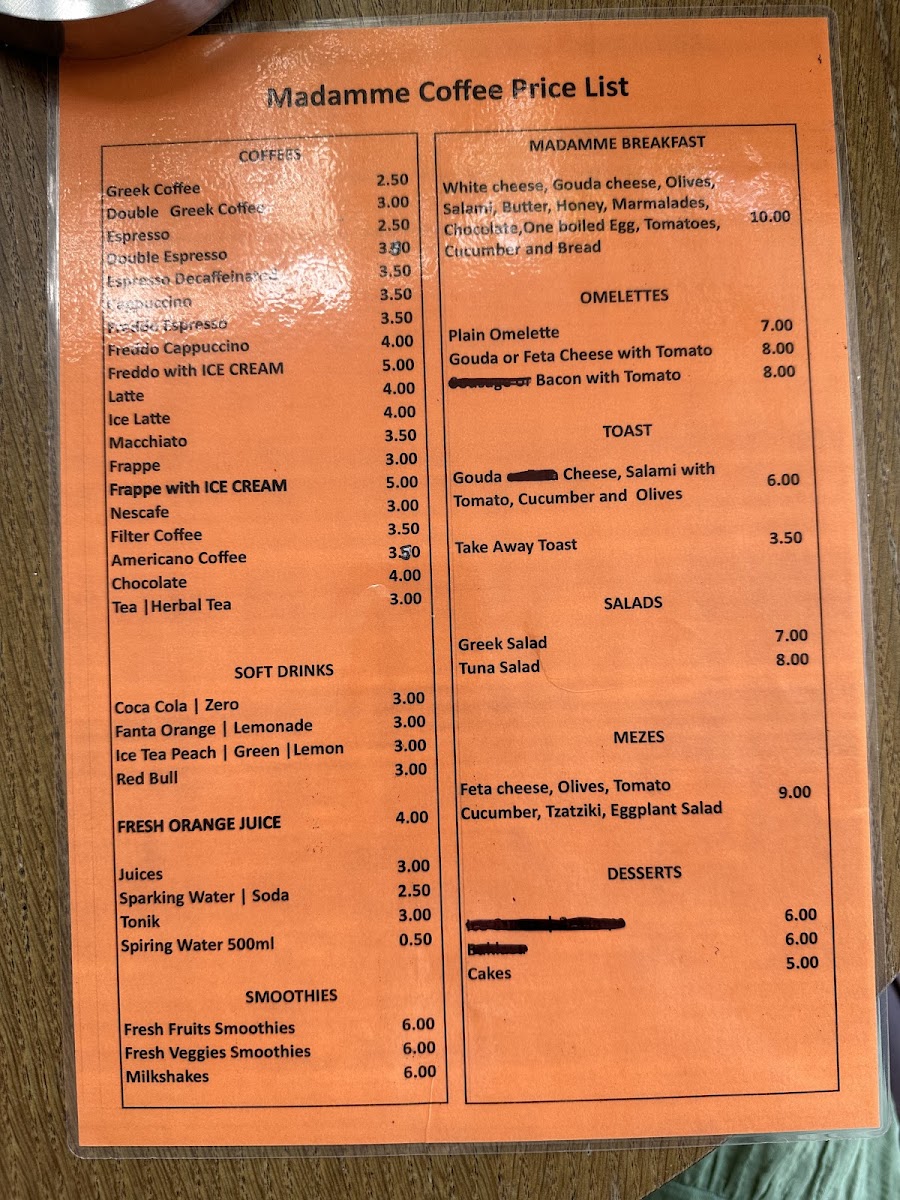 Madamme Coffee Price List
COFFEES
Greek Coffee 2.50
Double Greek Coffee 3.00
Espresso 2.50
Double Espresso 3.50
Espresso Decaffeinated 3.50
Cappuccino 3.50
Freddo Espresso 3.50
Freddo Cappuccino 4.00
Freddo with ICE CREAM 5.00
Latte 4.00
Ice Latte 4.00
Macchiato 3.50
Frappe 3.00
Frappe with ICE CREAM 5.00
Nescafe 3.00
Filter Coffee 3.50
Americano Coffee 3.50
Chocolate 4.00
Tea |Herbal Tea 3.00
SOFT DRINKS
Coca Cola | Zero 3.00
Fanta Orange | Lemonade 3.00
Ice Tea Peach | Green |Lemon 3.00
Red Bull 3.00
FRESH ORANGE JUICE 4.00
Juices 3.00
Sparking Water | Soda 2.50
Tonik 3.00
Spiring Water 500ml 0.50
SMOOTHIES
Fresh Fruits Smoothies 6.00
Fresh Veggies Smoothies 6.00
Milkshakes 6.00
MADAMME BREAKFAST
White cheese, Gouda cheese, Olives,
Salami, Butter, Honey, Marmalades,
Chocolate,One boiled Egg, Tomatoes, 10.00
Cucumber and Bread
OMELETTES
Plain Omelette 7.00
Gouda or Feta Cheese with Tomato 8.00
Bacon with Tomato 8.00
TOAST
Gouda Cheese, Salami with
Tomato, Cucumber and Olives 6.00
Take Away Toast 3.50
SALADS
Greek Salad 7.00
Tuna Salad 8.00
MEZES
Feta cheese, Olives, Tomato
Cucumber, Tzatziki, Eggplant Salad 9.00
DESSERTS
6.00
6.00
Cakes 5.00